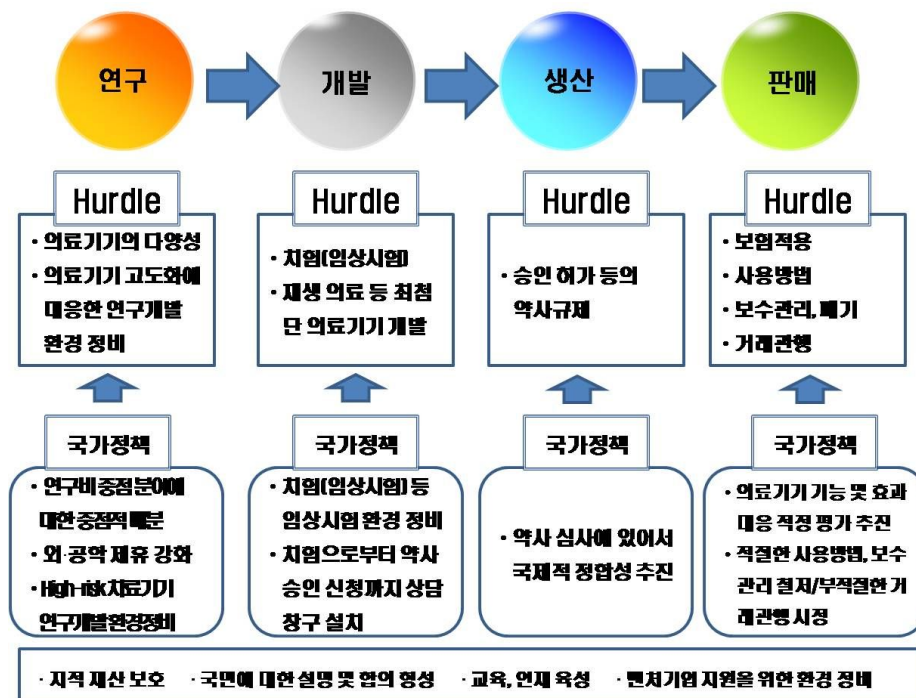 연구
개발
생산
판매
Hurdle
· 의료기기의 다양성
· 의료기기 고도화에
대응한 연구개발
환경 정비
Hurdle
· 치험(임상시험)
· 재생 의료 등 최첨
단 의료기기 개발
Hurdle
· 승인 허가 등의
약사규제
Hurdle
· 보험적용
· 사용방법
· 보수관리, 폐기
· 거래관행
국가정책
· 연구비 중점 분야에
대한 중점적 배분
· 의·공학 제휴 강화
· High-risk 치료기기
연구개발 환경정비
국가정책
· 치험(임상시험) 등
임상시험 환경 정비
· 치험으로부터 약사
승인 신청까지 상담
창구 설치
국가정책
· 약사 심사에 있어서
국제적 정합성 추진
국가정책
· 의료기기 기능 및 효과
대응 적정 평가 추진
· 적절한 사용방법, 보수
관리 철저/부적절한 거
래관행 시정
· 지적 재산 보호 · 국민에 대한 설명 및 합의 형성 · 교육, 인재 육성 · 벤처기업 지원을 위한 환경 정비